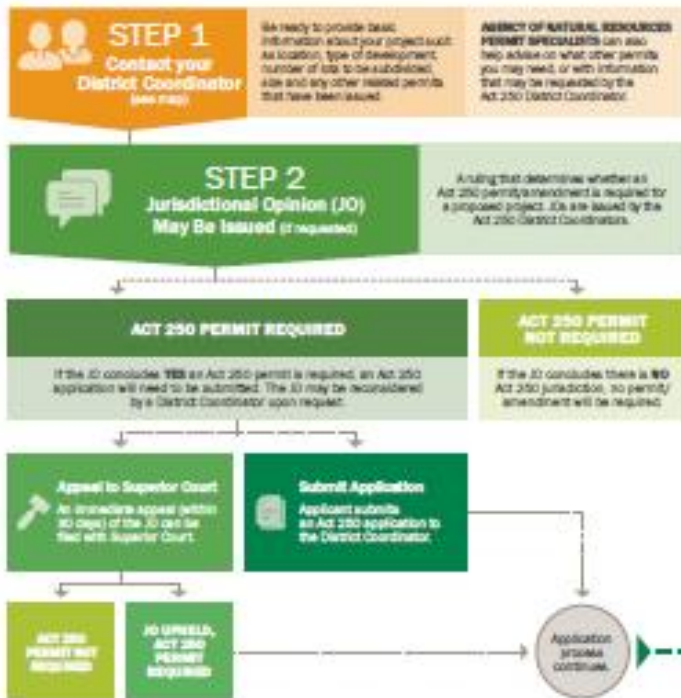 STEP 1
Contact your
District Coordinator
(see map)
Be ready to provide basic
information about your project such
as location, type of development,
number of lots to be subdivided,
size and any other related permits
that have been issued.
AGENCY OF NATURAL RESOURCES
PERMIT SPECIALISTS can also
help advise on what other permits
you may need, or with information
that may be requested by the
Act 250 District Coordinator.
STEP 2
Jurisdictional Opinion (JO)
May Be Issued (if requested)
A ruling that determines whether an
Act 250 permit/amendment is required for
a proposed project. JOs are issued by the
Act 250 District Coordinators.
ACT 250 PERMIT REQUIRED
If the JO concludes YES an Act 250 permit is required, an Act 250
application will need to be submitted. The JO may be reconsidered
by a District Coordinator upon request.
ACT 250 PERMIT
NOT REQUIRED
If the JO concludes there is NO
Act 250 jurisdiction, no permit/
amendment will be required.
Appeal to Superior Court
An immediate appeal (within
30 days) of the JO can be
filed with Superior Court.
Submit Application
Applicant submits
an Act 250 application to
the District Coordinator.
ACT 250
PERMIT NOT
REQUIRED
JO UPHELD,
ACT 250
PERMIT
REQUIRED
Application
process
continues.